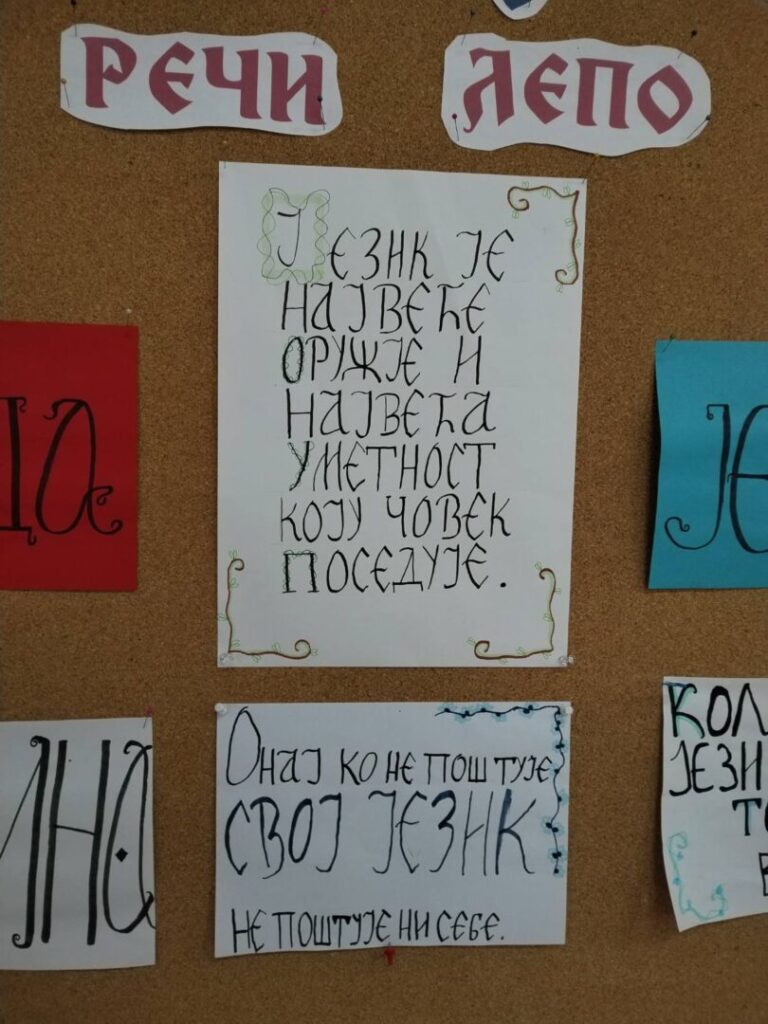 РЕЧИ ЛЕПО
ЈЕЗИК ЈЕ
НАЈВЕЋЕ
ОРУЖЈЕ И
НАЈВЕЋА
УМЕТНОСТ
КОЈУ ЧОВЕК
ПОСЕДУЈЕ.
ЈЕ
ОНАЈ КО НЕ ПОШТУЈЕ
СВОЈ ЈЕЗИК
НЕ ПОШТУЈЕ НИ СЕБЕ.